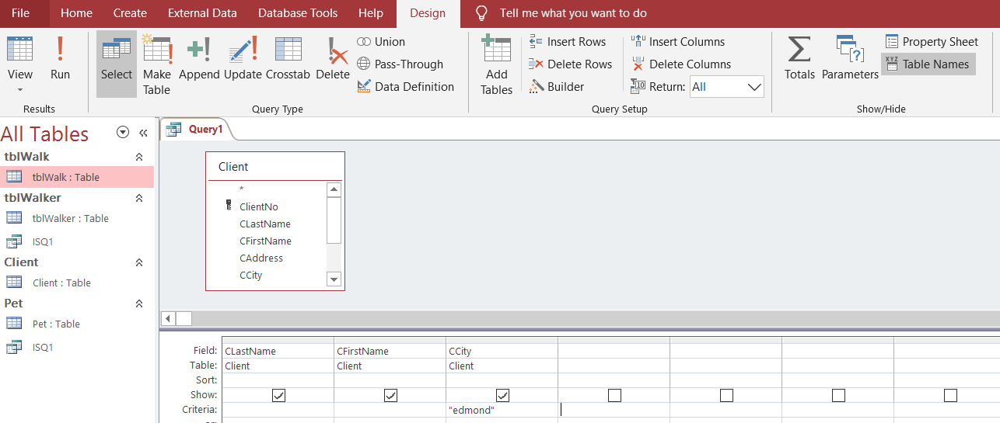 File Home Create External Data Database Tools Help Design Tell me what you want to do
View Run Select Make Table Append Update Crosstab Delete
Union
Pass-Through
Data Definition
Add Tables
Insert Rows
Delete Rows
Builder
Insert Columns
Delete Columns
Return: All
Totals Parameters
Property Sheet
XYZ Table Names
Results Query Type Query Setup Show/Hide
All Tables «
tblWalk
tblWalk : Table
tblWalker
tblWalker : Table
ISQ1
Client
Client : Table
Pet
Pet : Table
ISQ1
Query1
Client
*
ClientNo
CLastName
CFirstName
CAddress
CCity
Field: CLastName CFirstName CCity
Table: Client Client Client
Sort:
Show:
Criteria: "edmond"